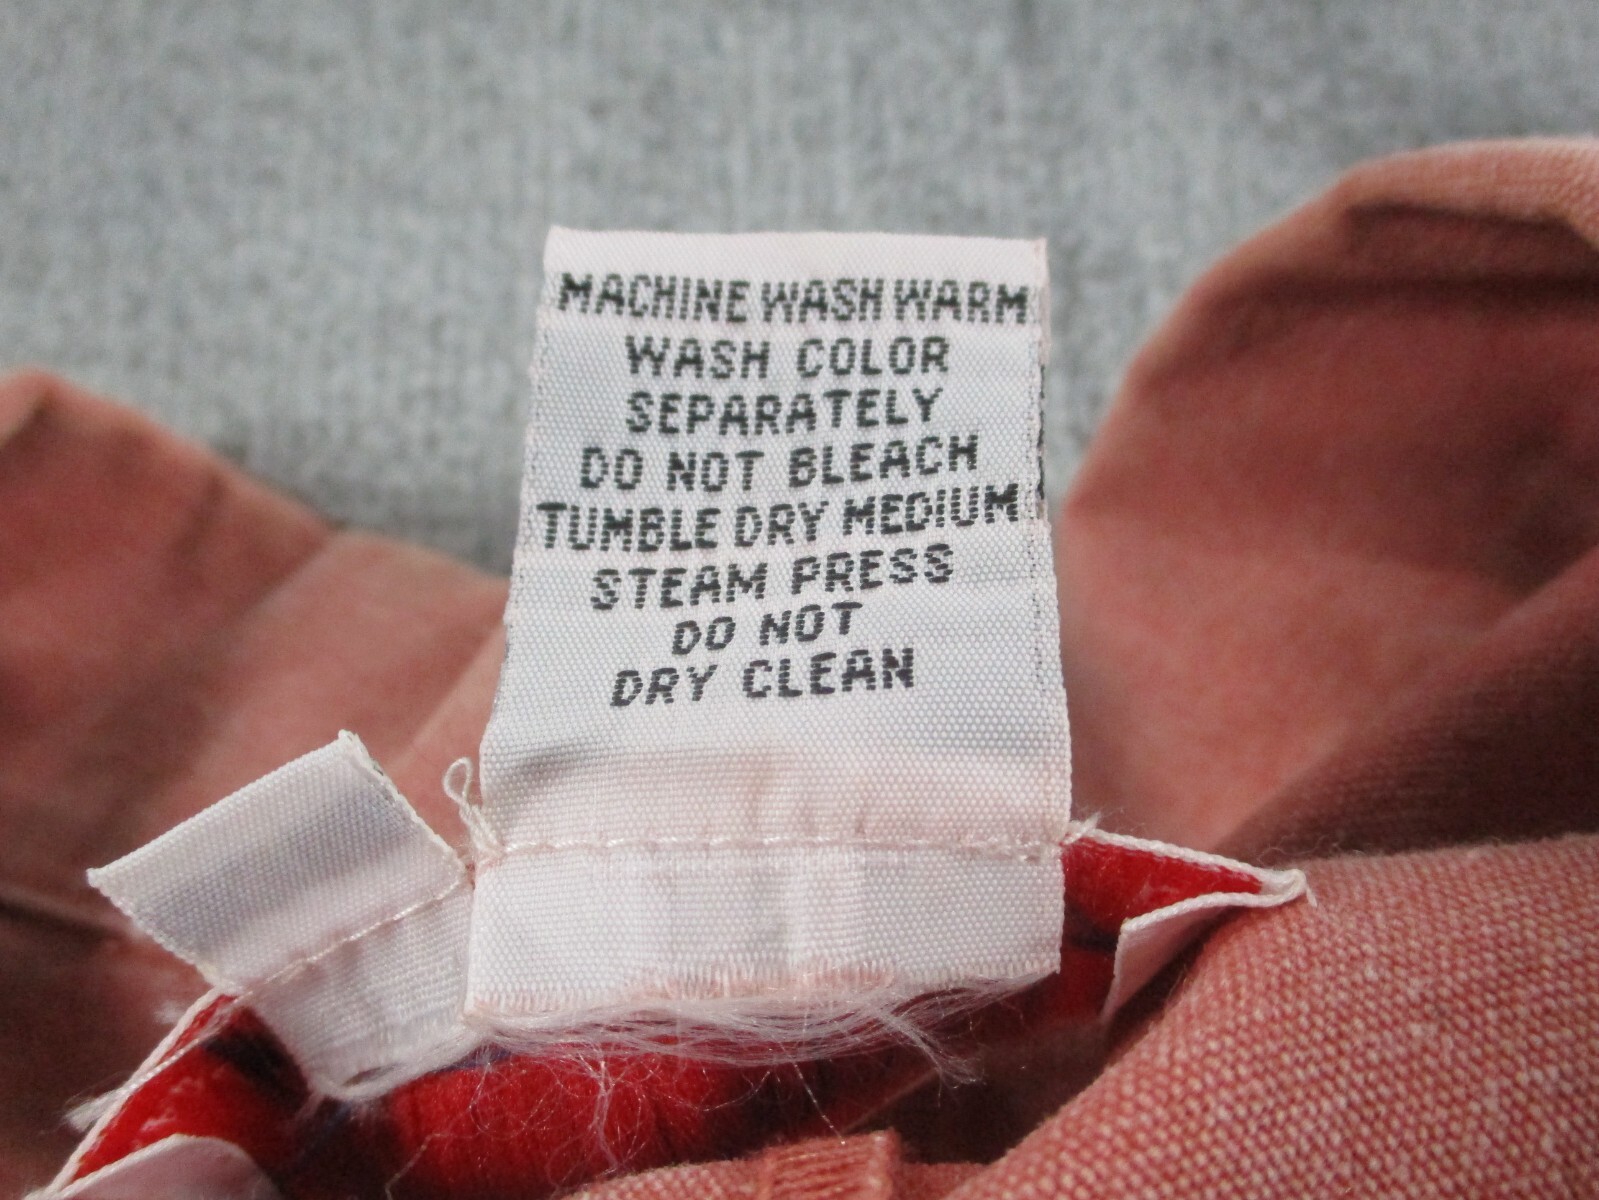 MACHINE WASH WARM
WASH COLOR
SEPARATELY
DO NOT BLEACH
TUMBLE DRY MEDIUM
STEAM PRESS
DO NOT
DRY CLEAN